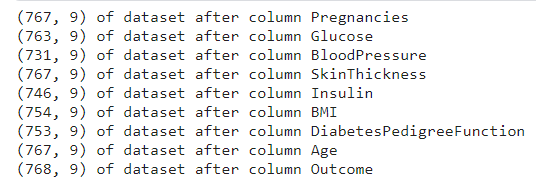 (767, 9) of dataset after column Pregnancies
(763, 9) of dataset after column Glucose
(731, 9) of dataset after column BloodPressure
(767, 9) of dataset after column SkinThickness
(746, 9) of dataset after column Insulin
(754, 9) of dataset after column BMI
(753, 9) of dataset after column DiabetesPedigreeFunction
(767, 9) of dataset after column Age
(768, 9) of dataset after column Outcome